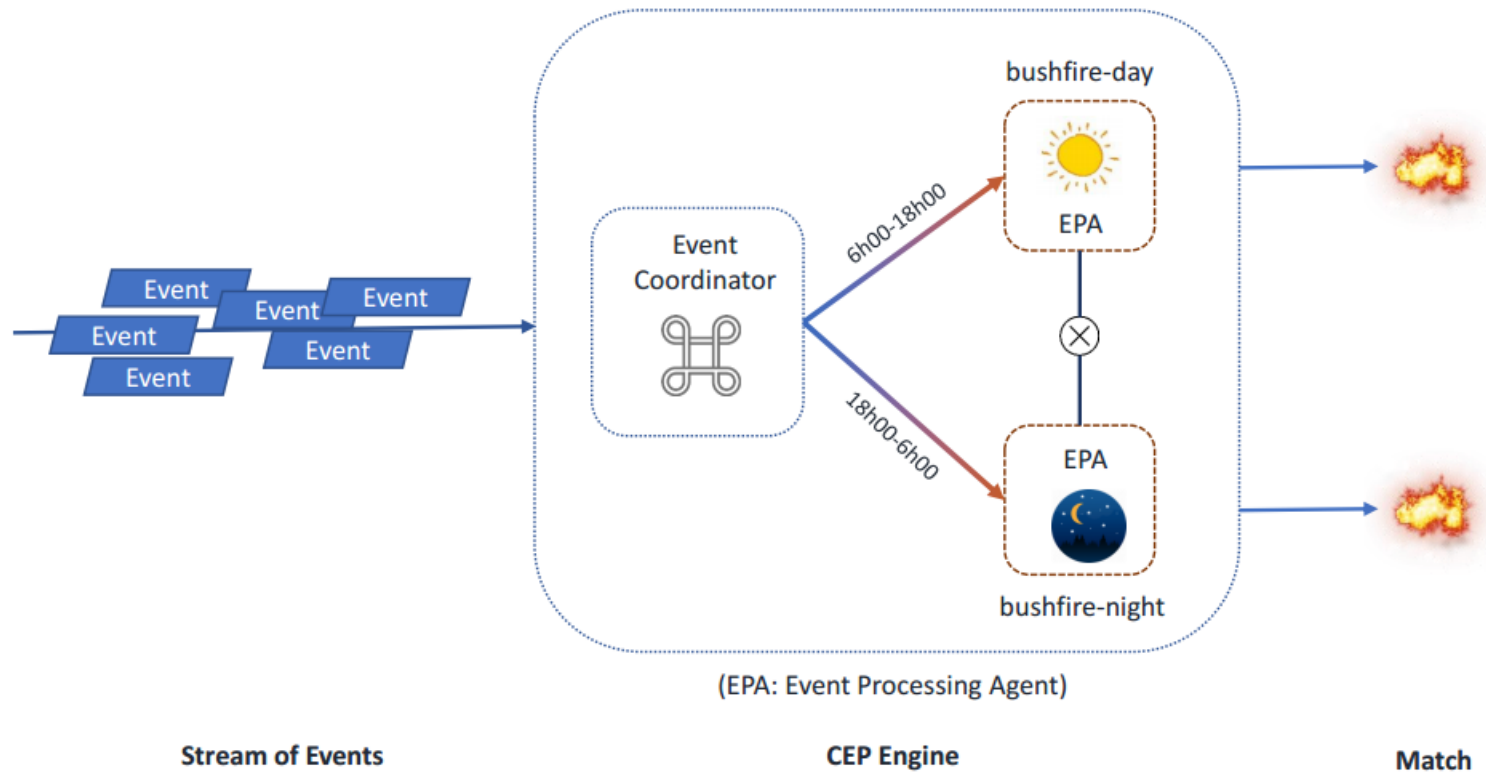 bushfire-day
EPA
6h00-18h00
Event
Coordinator
Event
Event
Event
Event
Event
Event
18h00-6h00
EPA
bushfire-night
(EPA: Event Processing Agent)
Stream of Events
CEP Engine
Match